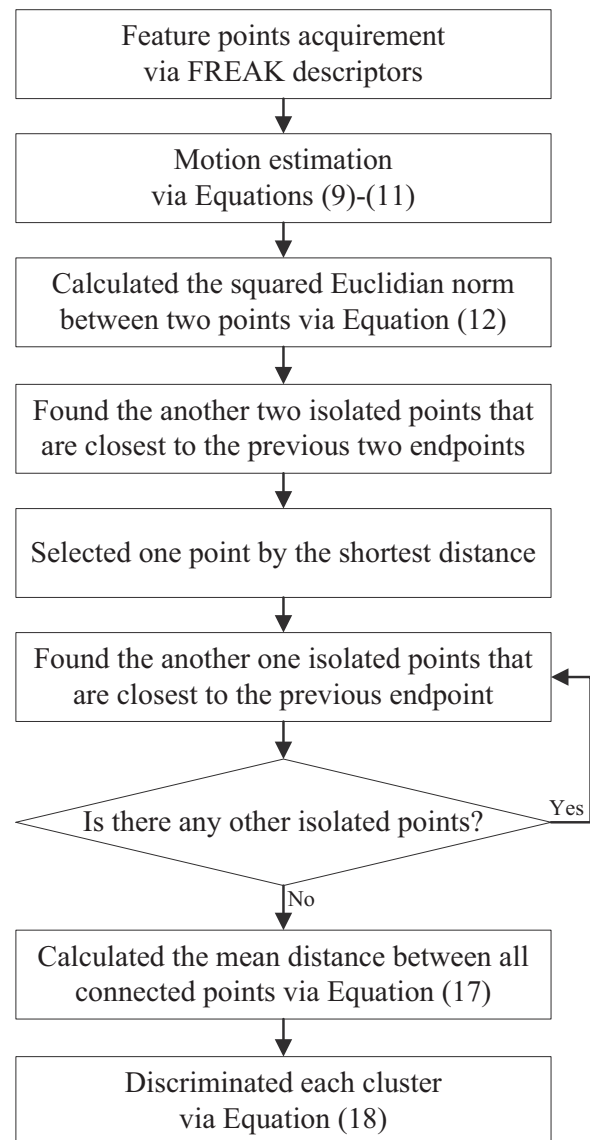 Feature points acquirement
via FREAK descriptors
Motion estimation
via Equations (9)-(11)
Calculated the squared Euclidian norm
between two points via Equation (12)
Found the another two isolated points that
are closest to the previous two endpoints
Selected one point by the shortest distance
Found the another one isolated points that
are closest to the previous endpoint
Is there any other isolated points?
Yes
No
Calculated the mean distance between all
connected points via Equation (17)
Discriminated each cluster
via Equation (18)